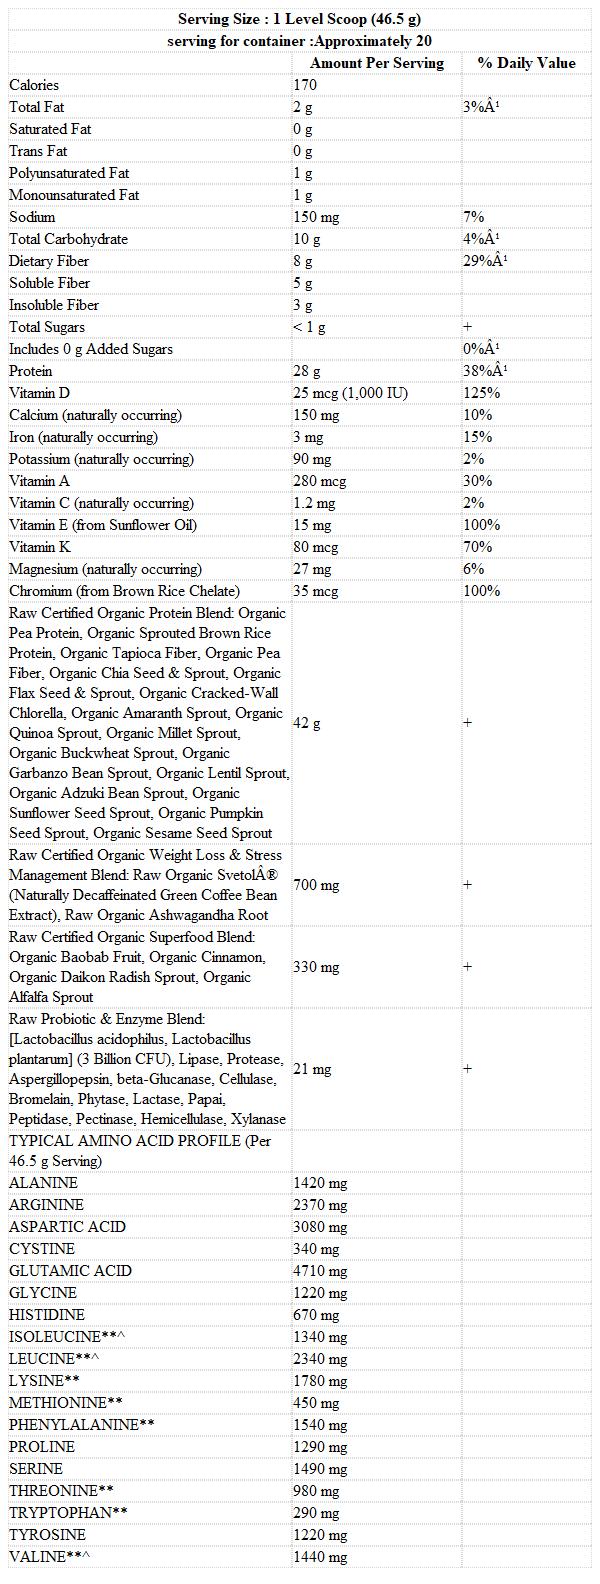 Serving Size : 1 Level Scoop (46.5 g)
serving for container :Approximately 20
Amount Per Serving % Daily Value
Calories 170
Total Fat 2 g 3%Â¹
Saturated Fat 0 g
Trans Fat 0 g
Polyunsaturated Fat 1 g
Monounsaturated Fat 1 g
Sodium 150 mg 7%
Total Carbohydrate 10 g 4%Â¹
Dietary Fiber 8 g 29%Â¹
Soluble Fiber 5 g
Insoluble Fiber 3 g
Total Sugars < 1 g +
Includes 0 g Added Sugars 0%Â¹
Protein 28 g 38%Â¹
Vitamin D 25 mcg (1,000 IU) 125%
Calcium (naturally occurring) 150 mg 10%
Iron (naturally occurring) 3 mg 15%
Potassium (naturally occurring) 90 mg 2%
Vitamin A 280 mcg 30%
Vitamin C (naturally occurring) 1.2 mg 2%
Vitamin E (from Sunflower Oil) 15 mg 100%
Vitamin K 80 mcg 70%
Magnesium (naturally occurring) 27 mg 6%
Chromium (from Brown Rice Chelate) 35 mcg 100%
Raw Certified Organic Protein Blend: Organic
Pea Protein, Organic Sprouted Brown Rice
Protein, Organic Tapioca Fiber, Organic Pea
Fiber, Organic Chia Seed & Sprout, Organic
Flax Seed & Sprout, Organic Cracked-Wall
Chlorella, Organic Amaranth Sprout, Organic
Quinoa Sprout, Organic Millet Sprout,
Organic Buckwheat Sprout, Organic
Garbanzo Bean Sprout, Organic Lentil Sprout,
Organic Adzuki Bean Sprout, Organic
Sunflower Seed Sprout, Organic Pumpkin
Seed Sprout, Organic Sesame Seed Sprout
42 g +
Raw Certified Organic Weight Loss & Stress
Management Blend: Raw Organic SvetolÂ®
(Naturally Decaffeinated Green Coffee Bean
Extract), Raw Organic Ashwagandha Root
700 mg +
Raw Certified Organic Superfood Blend:
Organic Baobab Fruit, Organic Cinnamon,
Organic Daikon Radish Sprout, Organic
Alfalfa Sprout
330 mg +
Raw Probiotic & Enzyme Blend:
[Lactobacillus acidophilus, Lactobacillus
plantarum] (3 Billion CFU), Lipase, Protease,
Aspergillopepsin, beta-Glucanase, Cellulase,
Bromelain, Phytase, Lactase, Papai,
Peptidase, Pectinase, Hemicellulase, Xylanase
21 mg +
TYPICAL AMINO ACID PROFILE (Per
46.5 g Serving)
ALANINE 1420 mg
ARGININE 2370 mg
ASPARTIC ACID 3080 mg
CYSTINE 340 mg
GLUTAMIC ACID 4710 mg
GLYCINE 1220 mg
HISTIDINE 670 mg
ISOLEUCINE**^ 1340 mg
LEUCINE**^ 2340 mg
LYSINE** 1780 mg
METHIONINE** 450 mg
PHENYLALANINE** 1540 mg
PROLINE 1290 mg
SERINE 1490 mg
THREONINE** 980 mg
TRYPTOPHAN** 290 mg
TYROSINE 1220 mg
VALINE**^ 1440 mg